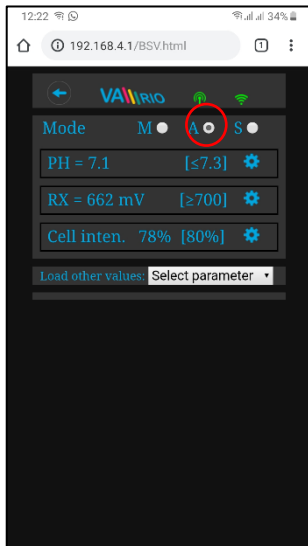 12:22 34%
192.168.4.1/BSV.html 1
VA RIO
Mode M A S
PH = 7.1 [≤7.3]
RX = 662 mV [≥700]
Cell inten. 78% [80%]
Load other values: Select parameter